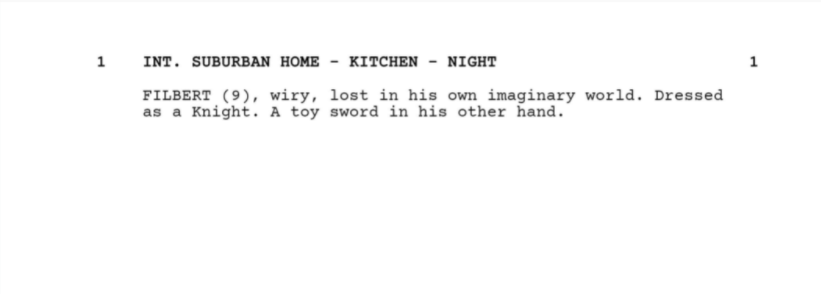 1 INT. SUBURBAN HOME - KITCHEN - NIGHT 1
FILBERT (9), wiry, lost in his own imaginary world. Dressed
as a Knight. A toy sword in his other hand.